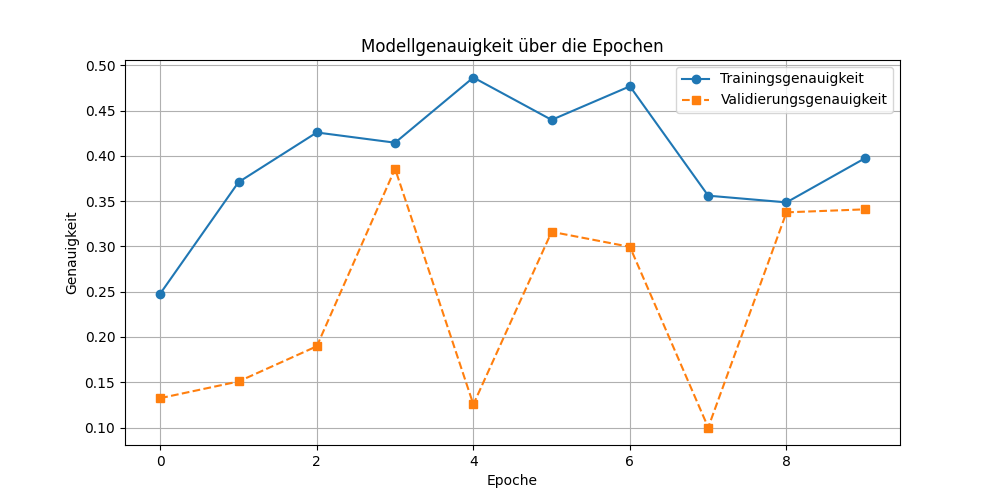 Modellgenauigkeit über die Epochen
Trainingsgenauigkeit
Validierungsgenauigkeit
Genauigkeit
0.50
0.45
0.40
0.35
0.30
0.25
0.20
0.15
0.10
0 2 4 6 8
Epoche